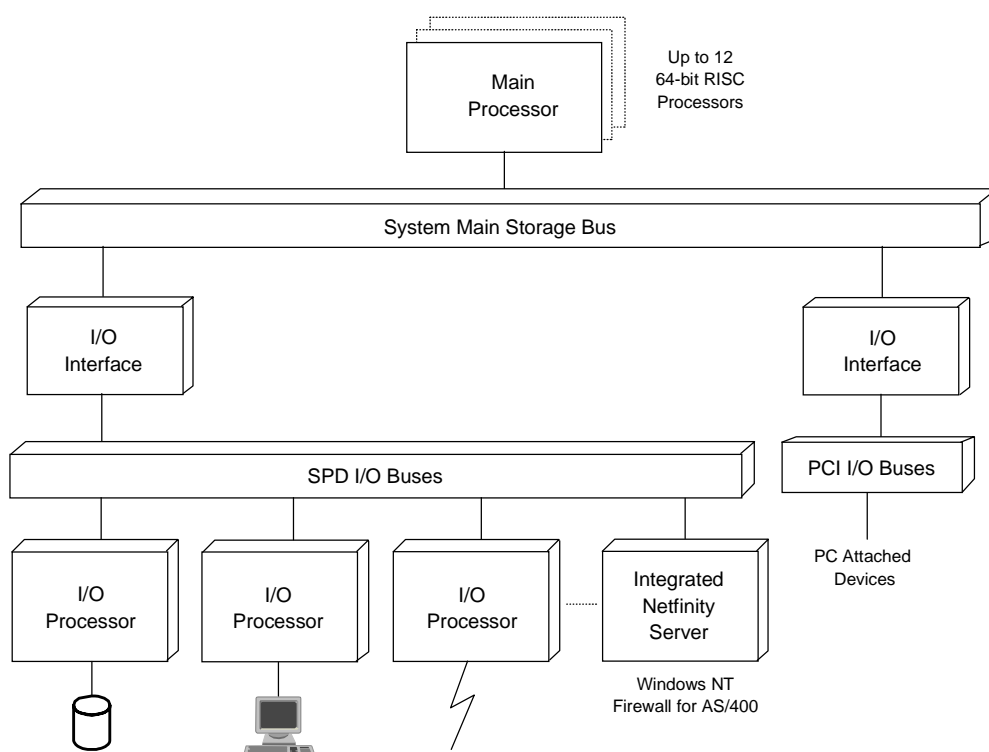 Main
Processor
Up to 12
64-bit RISC
Processors
System Main Storage Bus
I/O
Interface
I/O
Interface
SPD I/O Buses
PCI I/O Buses
I/O
Processor
I/O
Processor
I/O
Processor
Integrated
Netfinity
Server
PC Attached
Devices
Windows NT
Firewall for AS/400